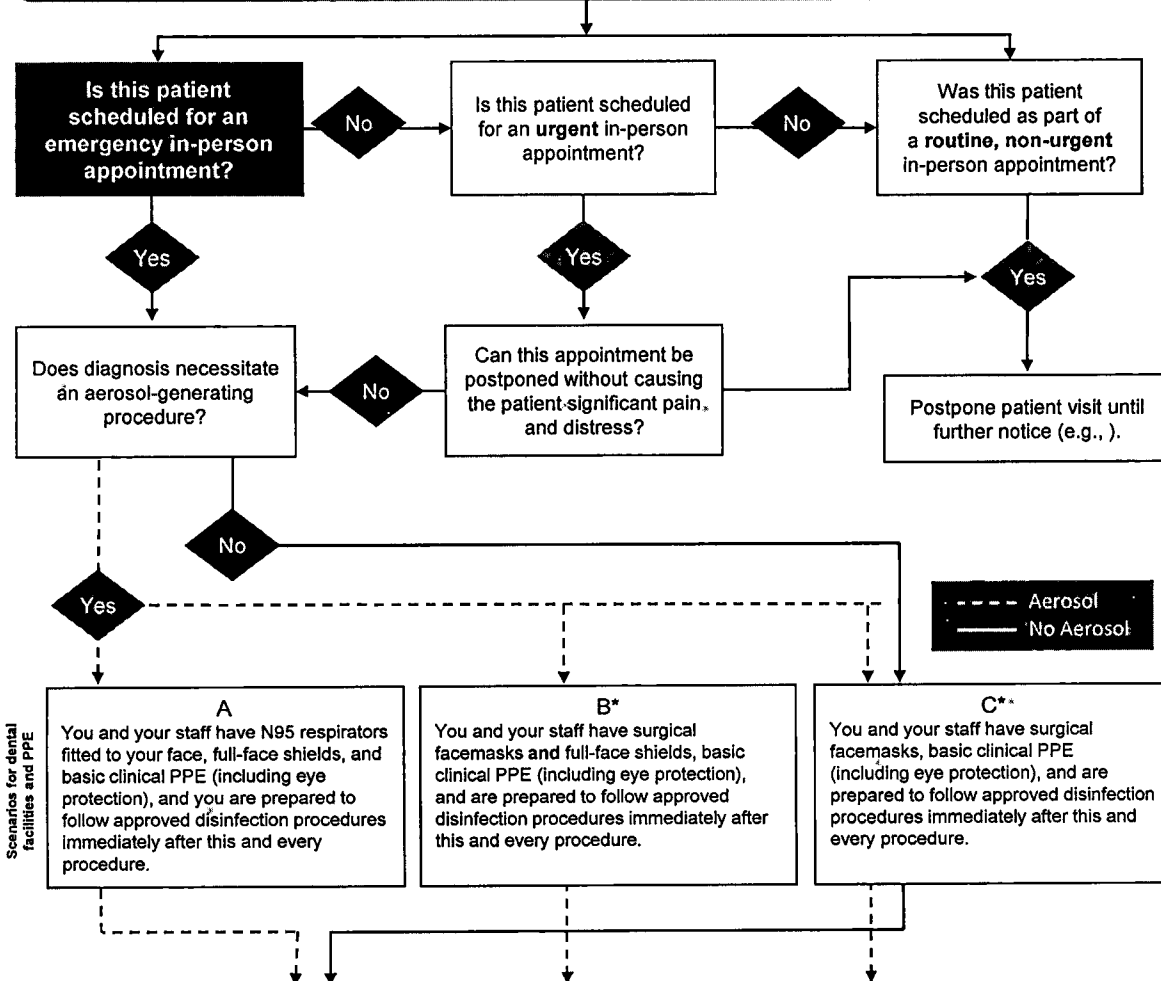 Is this patient
scheduled for an
emergency in-person
appointment?
No
Is this patient scheduled
for an urgent in-person
appointment?
No
Was this patient
scheduled as part of
a routine, non-urgent
in-person appointment?
Yes
Yes
Yes
Does diagnosis necessitate
an aerosol-generating
procedure?
No
Can this appointment be
postponed without causing
the patient significant pain
and distress?
Postpone patient visit until
further notice (e.g., ).
No
Yes
Aerosol
No Aerosol
Scenarios for dental
facilities and PPE
A
You and your staff have N95 respirators
fitted to your face, full-face shields, and
basic clinical PPE (including eye
protection), and you are prepared to
follow approved disinfection procedures
immediately after this and every
procedure.
B*
You and your staff have surgical
facemasks and full-face shields, basic
clinical PPE (including eye protection),
and are prepared to follow approved
disinfection procedures immediately after
this and every procedure.
C**
You and your staff have surgical
facemasks, basic clinical PPE
(including eye protection), and are
prepared to follow approved disinfection
procedures immediately after this and
every procedure.